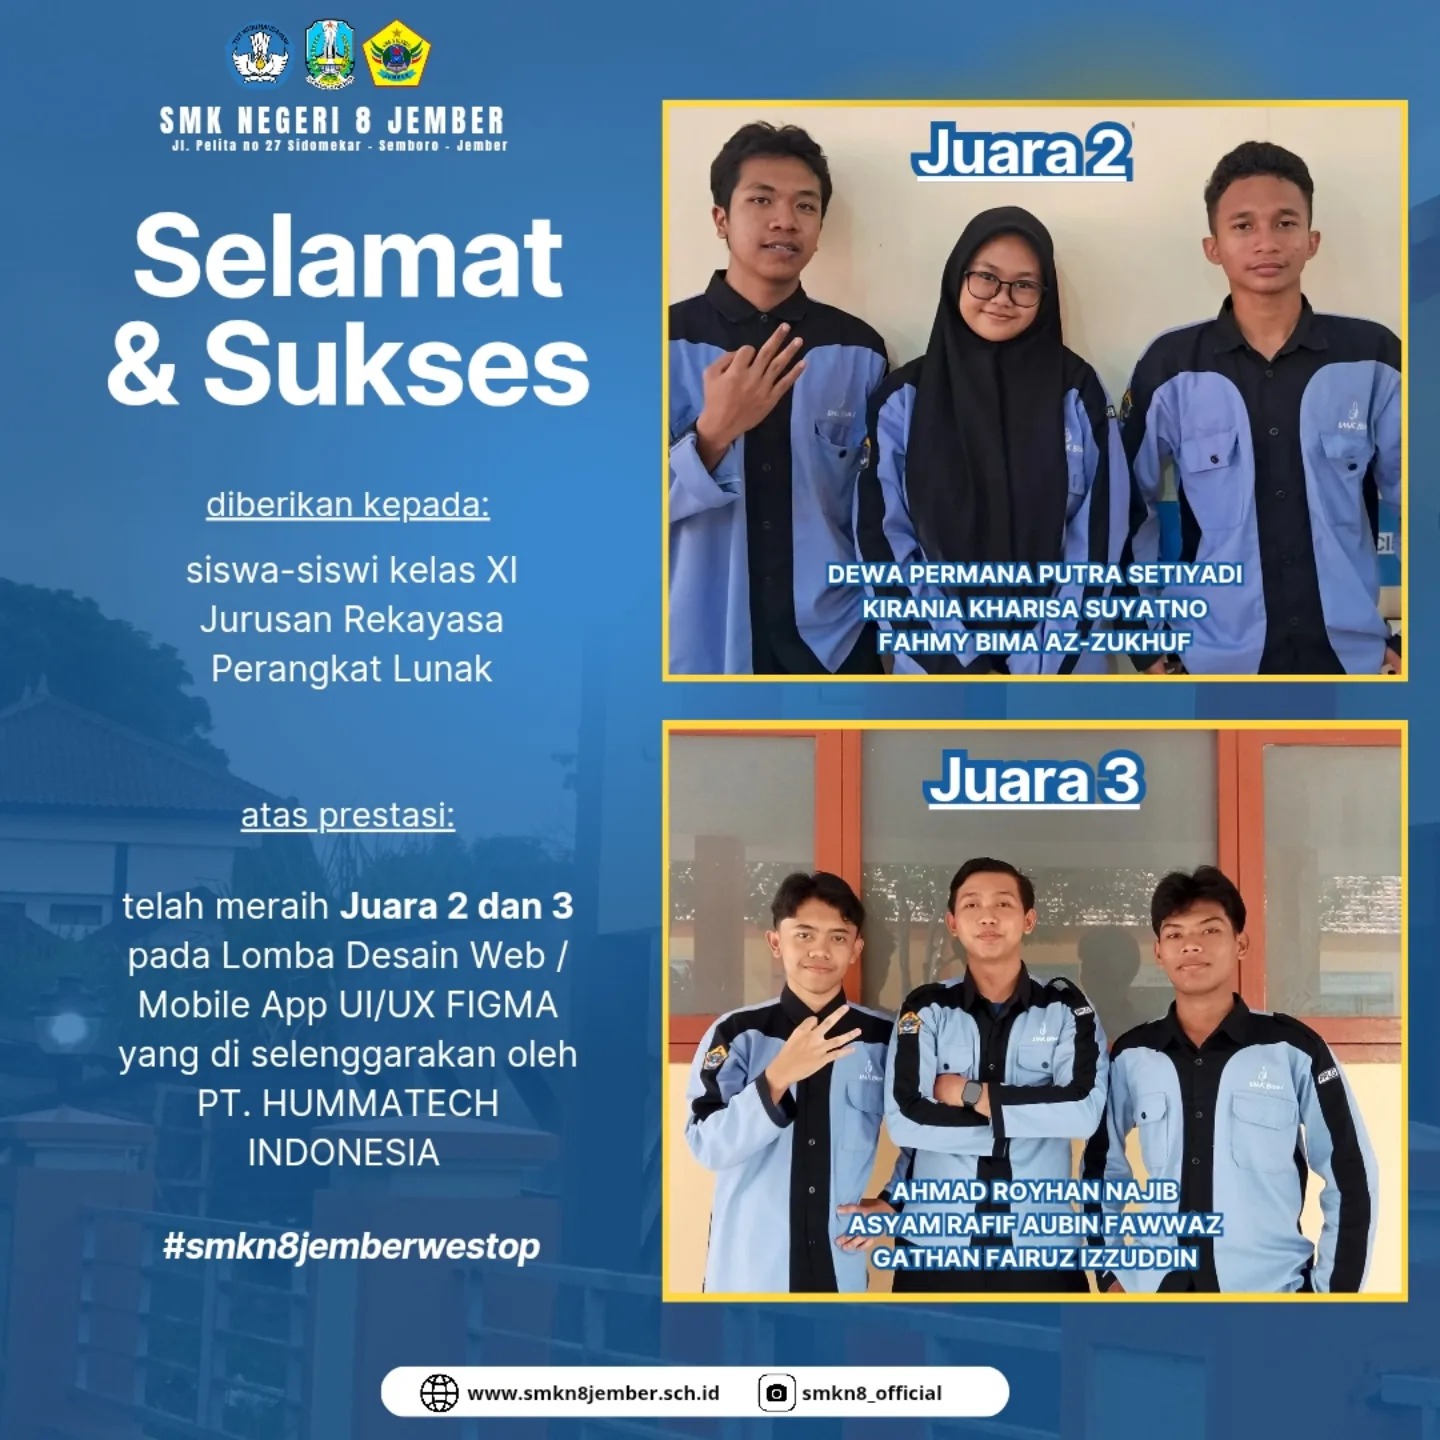 SMK NEGERI 8 JEMBER
Jl. Pelita no 27 Sidomekar - Semboro - Jember
Selamat
& Sukses
diberikan kepada:
siswa-siswi kelas XI
Jurusan Rekayasa
Perangkat Lunak
atas prestasi:
telah meraih Juara 2 dan 3
pada Lomba Desain Web /
Mobile App UI/UX FIGMA
yang di selenggarakan oleh
PT. HUMMATECH
INDONESIA
#smkn8jemberwestop
Juara 2
DEWA PERMANA PUTRA SETIYADI
KIRANIA KHARISA SUYATNO
FAHMY BIMA AZ-ZUKHUF
Juara 3
AHMAD ROYHAN NAJIB
ASYAM RAFIF AUBIN FAWWAZ
GATHAN FAIRUZ IZZUDDIN
www.smkn8jember.sch.id
smkn8_official